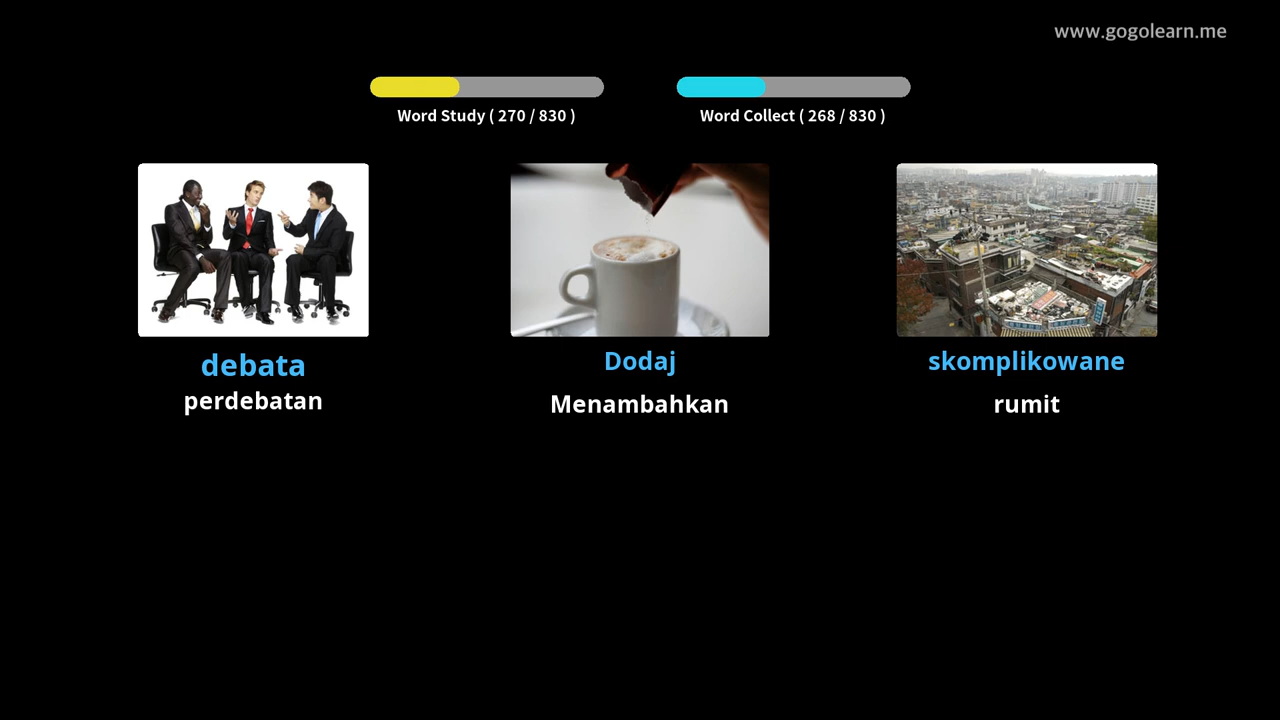 www.gogolearn.me
Word Study ( 270 / 830 )
Word Collect ( 268 / 830 )
debata
perdebatan
Dodaj
Menambahkan
skomplikowane
rumit